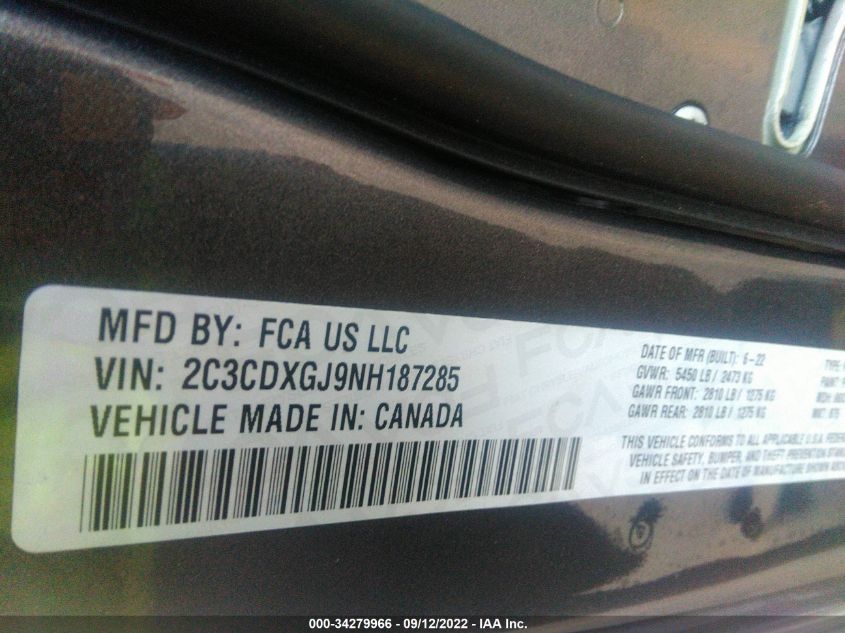 MFD BY: FCA US LLC
VIN: 2C3CDXGJ9NH187285
VEHICLE MADE IN: CANADA
DATE OF MFR (BUILT): 6-22
GVWR: 5450 LB / 2473 KG
GAWR FRONT: 2810 LB / 1275 KG
GAWR REAR: 2810 LB / 1275 KG
THIS VEHICLE CONFORMS TO ALL APPLICABLE U.S.A. FEDERA
VEHICLE SAFETY, BUMPER, AND THEFT PREVENTION
IN EFFECT ON THE DATE OF MANUFACTURE SHOWN
000-34279966 - 09/12/2022 - IAA Inc.